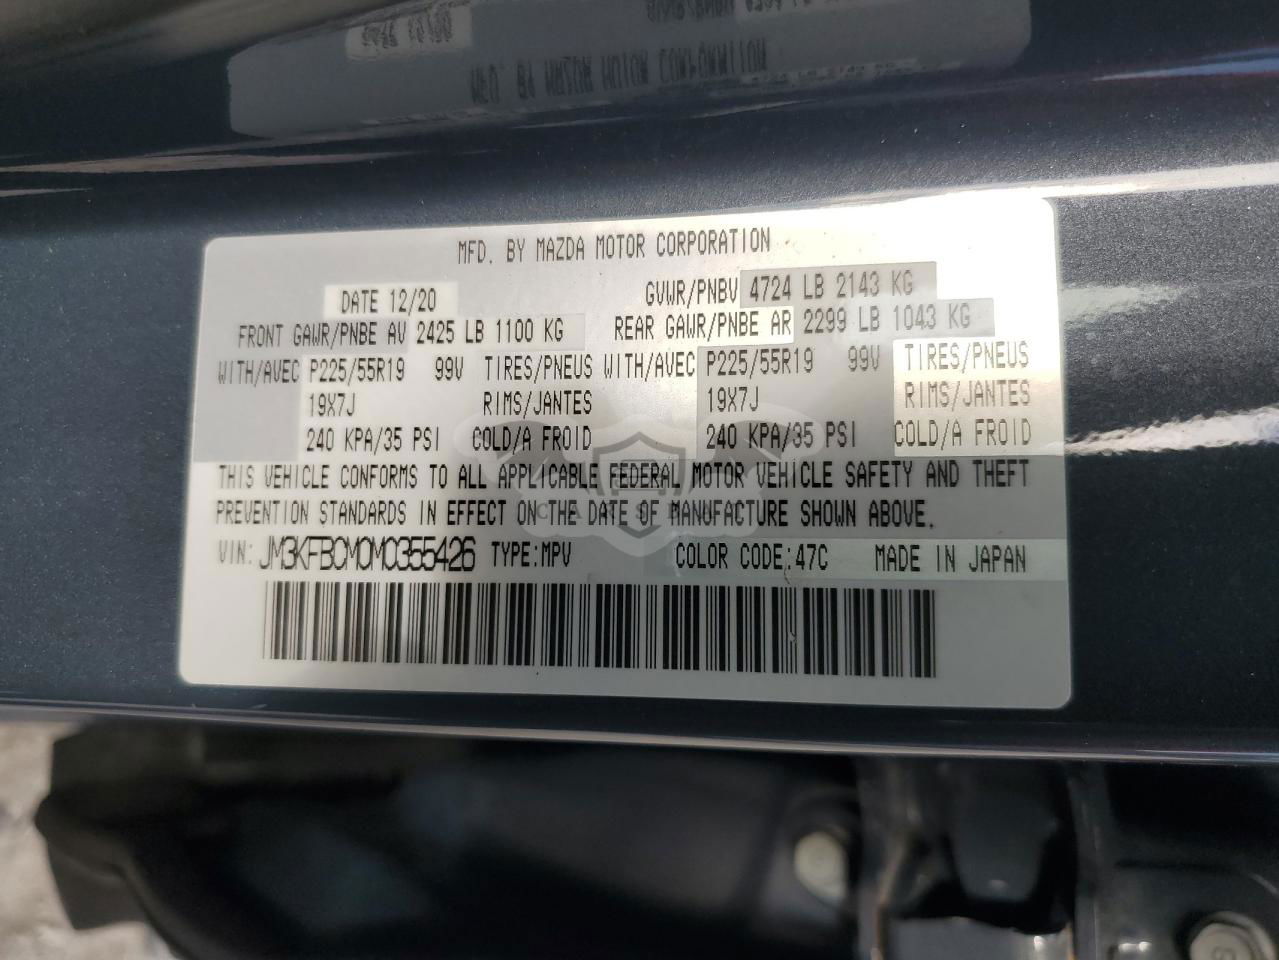 MFD. BY MAZDA MOTOR CORPORATION
DATE 12/20 GVWR/PNBV 4724 LB 2143 KG
FRONT GAWR/PNBE AV 2425 LB 1100 KG REAR GAWR/PNBE AR 2299 LB 1043 KG
WITH/AVEC P225/55R19 99V TIRES/PNEUS WITH/AVEC P225/55R19 99V TIRES/PNEUS
19X7J RIMS/JANTES 19X7J RIMS/JANTES
240 KPA/35 PSI COLD/A FROID 240 KPA/35 PSI COLD/A FROID
THIS VEHICLE CONFORMS TO ALL APPLICABLE FEDERAL MOTOR VEHICLE SAFETY AND THEFT
PREVENTION STANDARDS IN EFFECT ON THE DATE OF MANUFACTURE SHOWN ABOVE.
VIN: JM3KFBCM0M0355426 TYPE:MPV COLOR CODE:47C MADE IN JAPAN